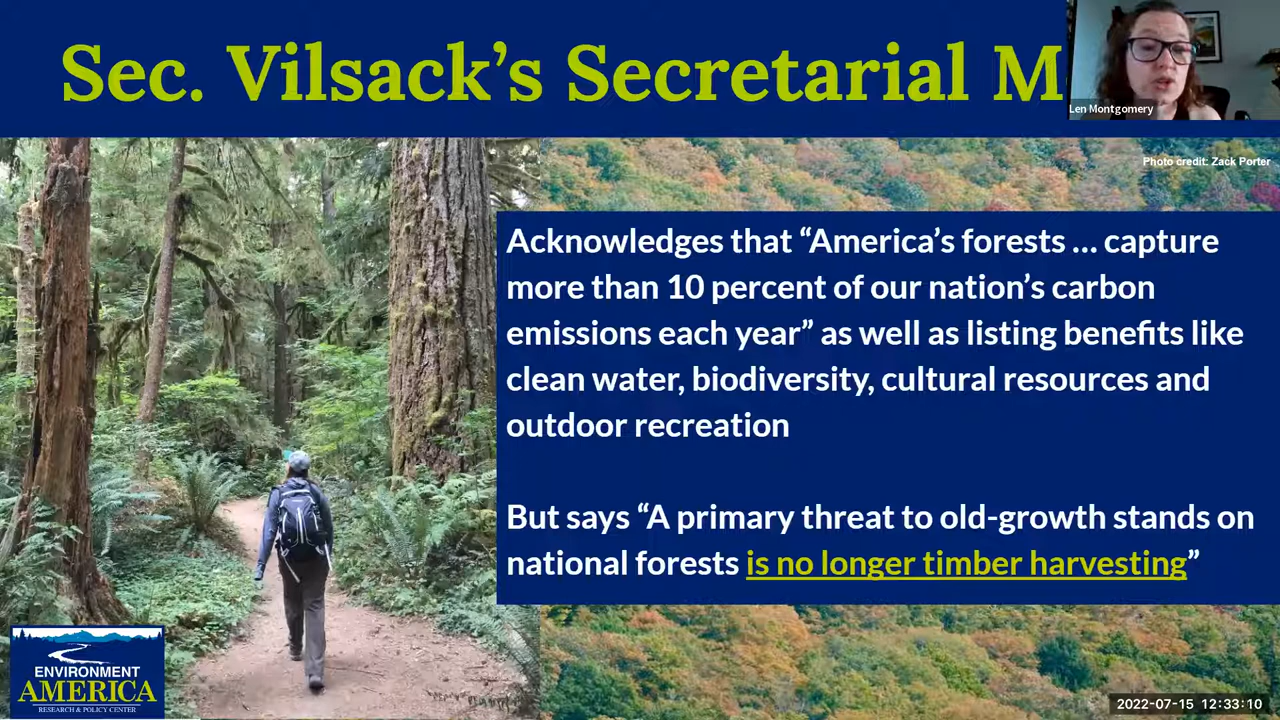 Sec. Vilsack’s Secretarial M
Len Montgomery
Photo credit: Zack Porter
Acknowledges that “America’s forests ... capture
more than 10 percent of our nation’s carbon
emissions each year” as well as listing benefits like
clean water, biodiversity, cultural resources and
outdoor recreation
But says “A primary threat to old-growth stands on
national forests is no longer timber harvesting”
ENVIRONMENT
AMERICA
RESEARCH & POLICY CENTER
2022-07-15 12:33:10